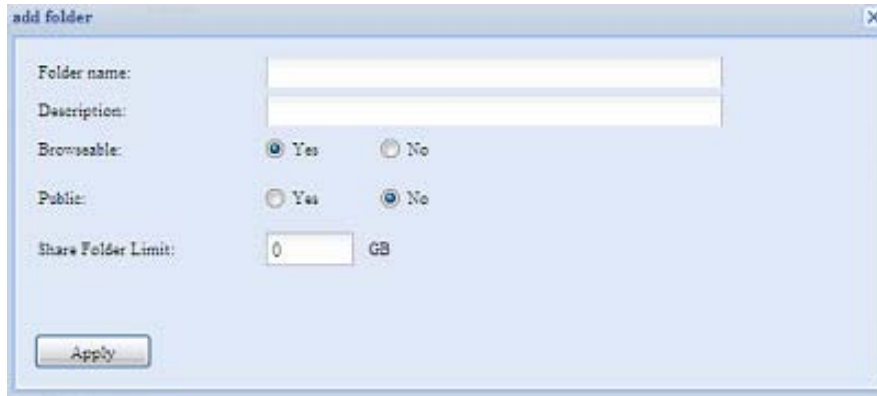 add folder
Folder name:
Description:
Browseable: Yes No
Public: Yes No
Share Folder Limit: 0 GB
Apply